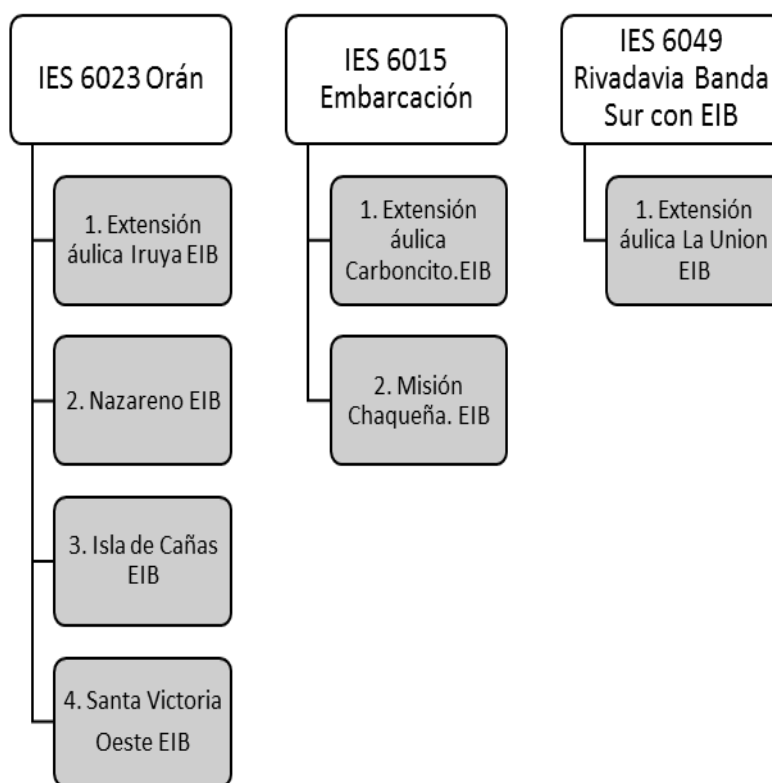 IES 6023 Orán
1. Extensión
áulica Iruya EIB
2. Nazareno EIB
3. Isla de Cañas
EIB
4. Santa Victoria
Oeste EIB
IES 6015
Embarcación
1. Extensión
áulica
Carboncito.EIB
2. Misión
Chaqueña. EIB
IES 6049
Rivadavia Banda
Sur con EIB
1. Extensión
áulica La Union
EIB